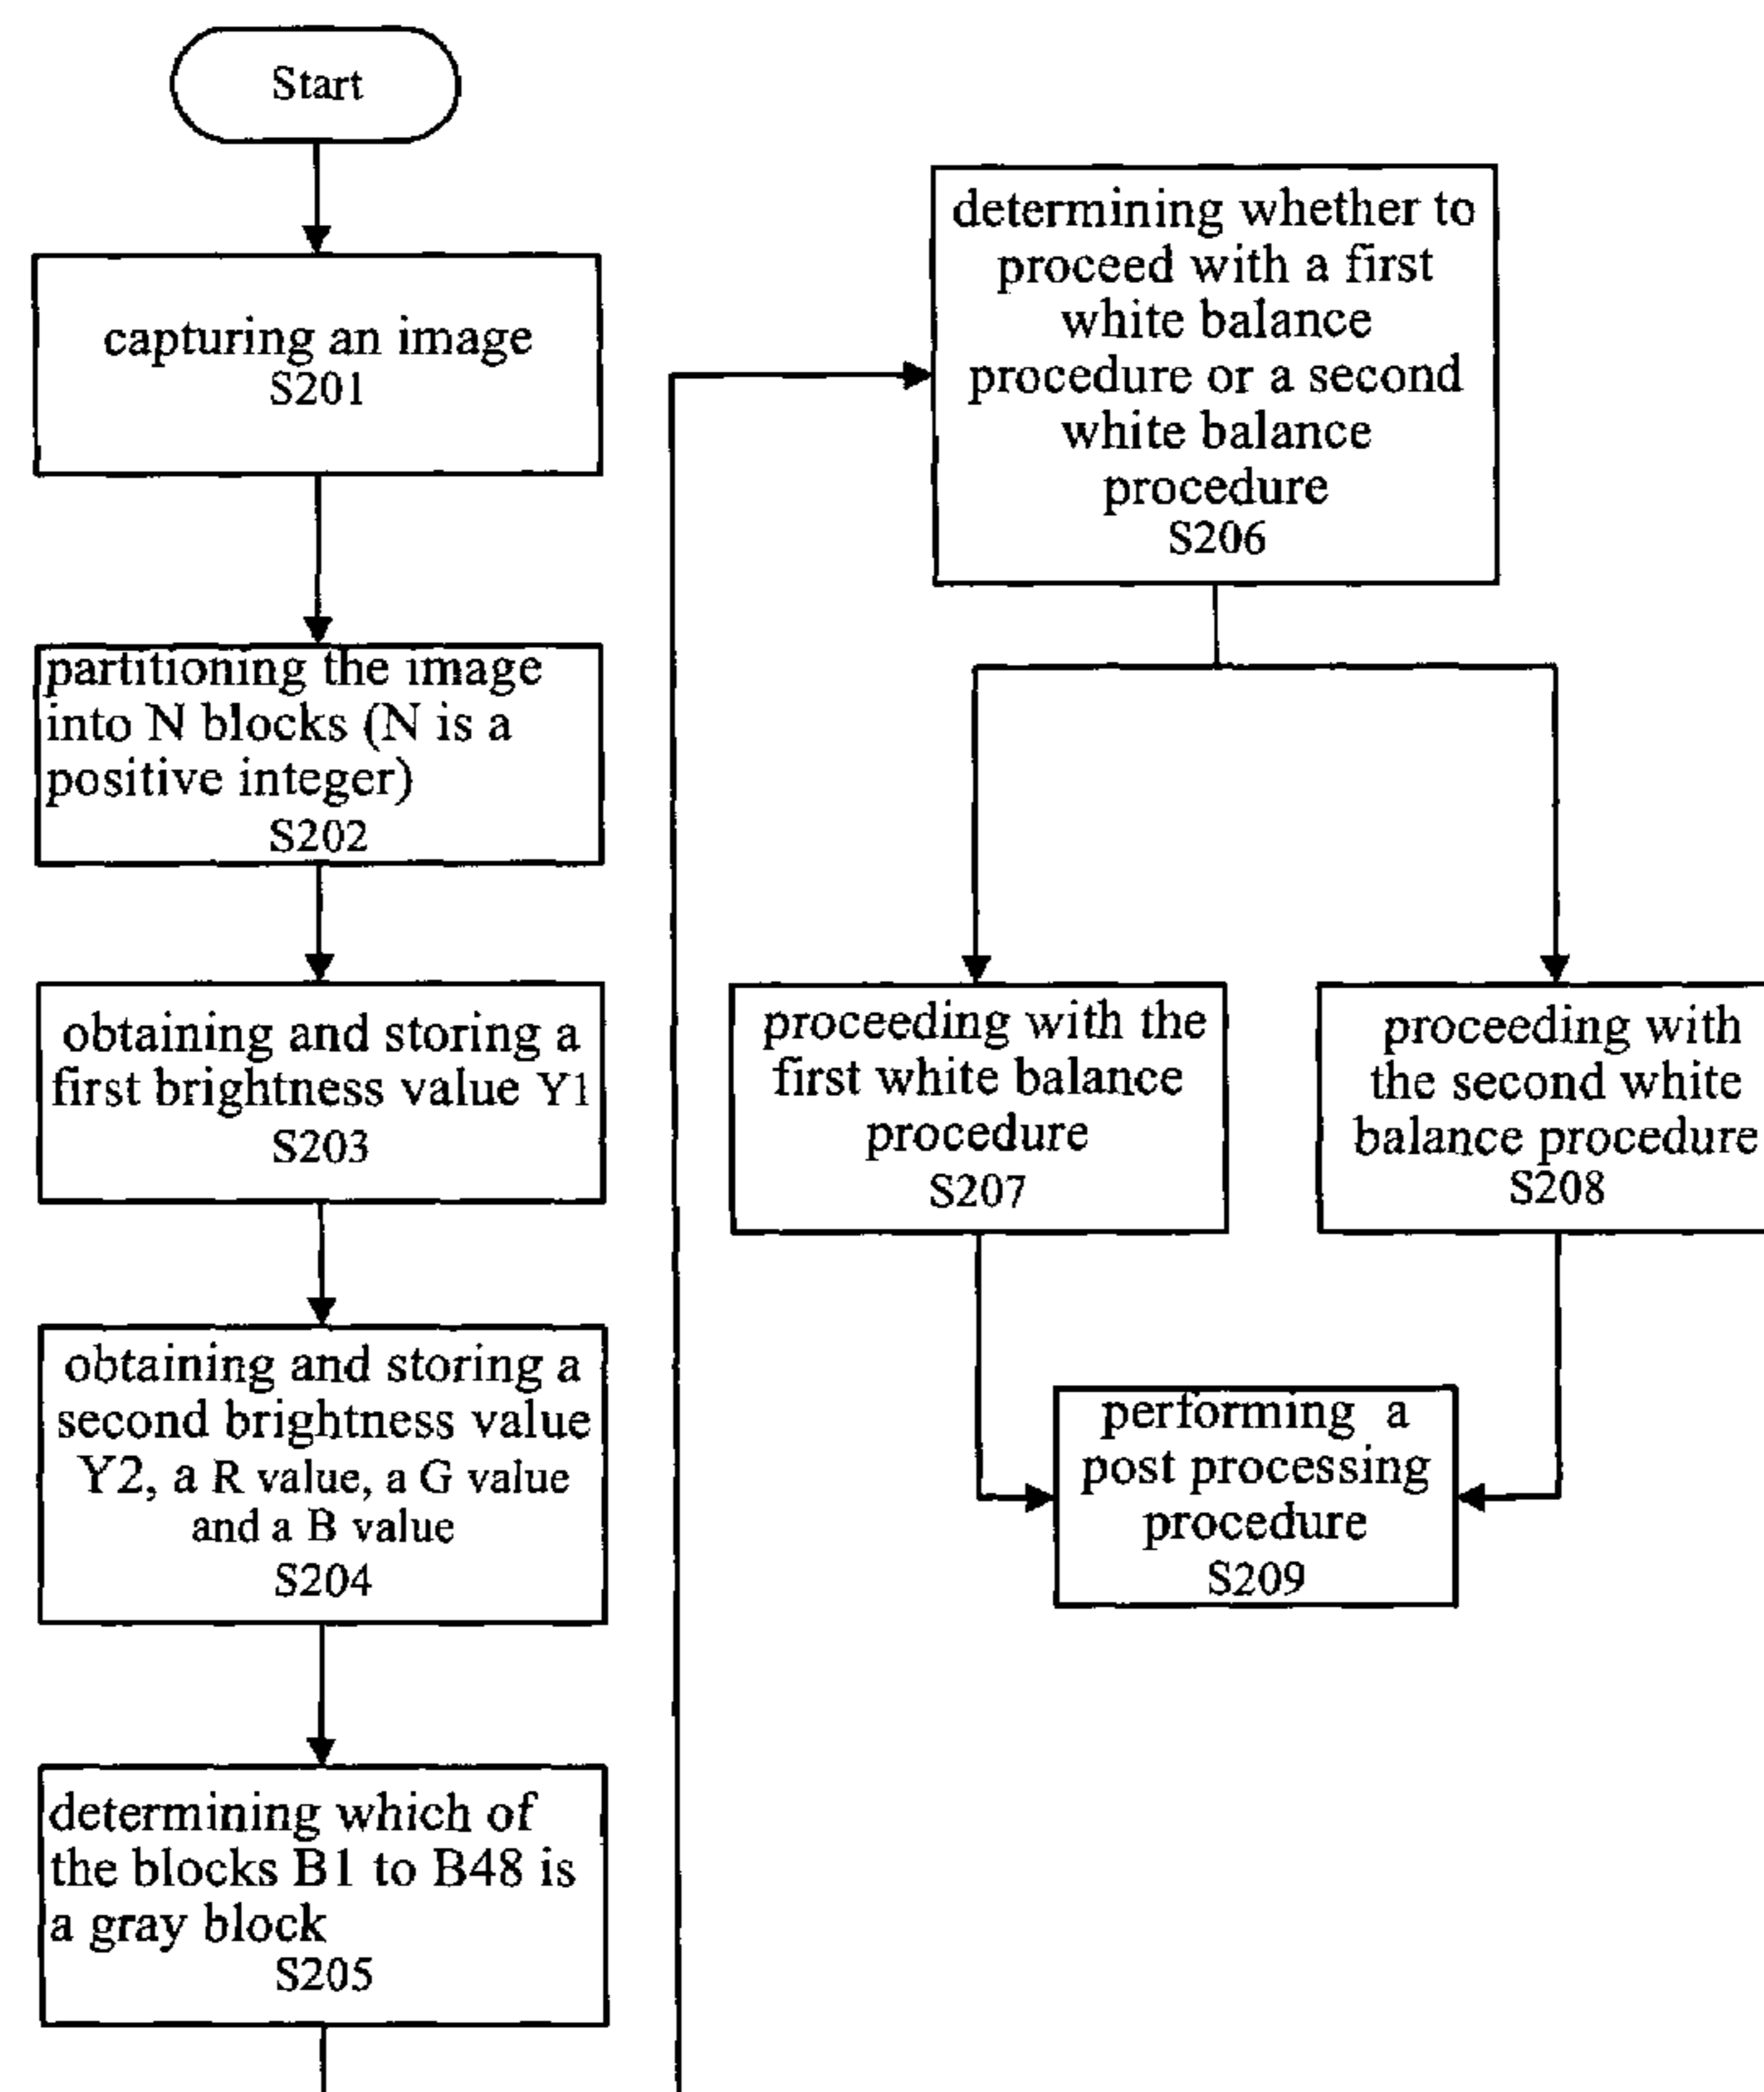 Start
capturing an image
S201
partitioning the image
into N blocks (N is a
positive integer)
S202
obtaining and storing a
first brightness value Y1
S203
obtaining and storing a
second brightness value
Y2, a R value, a G value
and a B value
S204
determining which of
the blocks B1 to B48 is
a gray block
S205
determining whether to
proceed with a first
white balance
procedure or a second
white balance
procedure
S206
proceeding with the
first white balance
procedure
S207
proceeding with
the second white
balance procedure
S208
performing a
post processing
procedure
S209